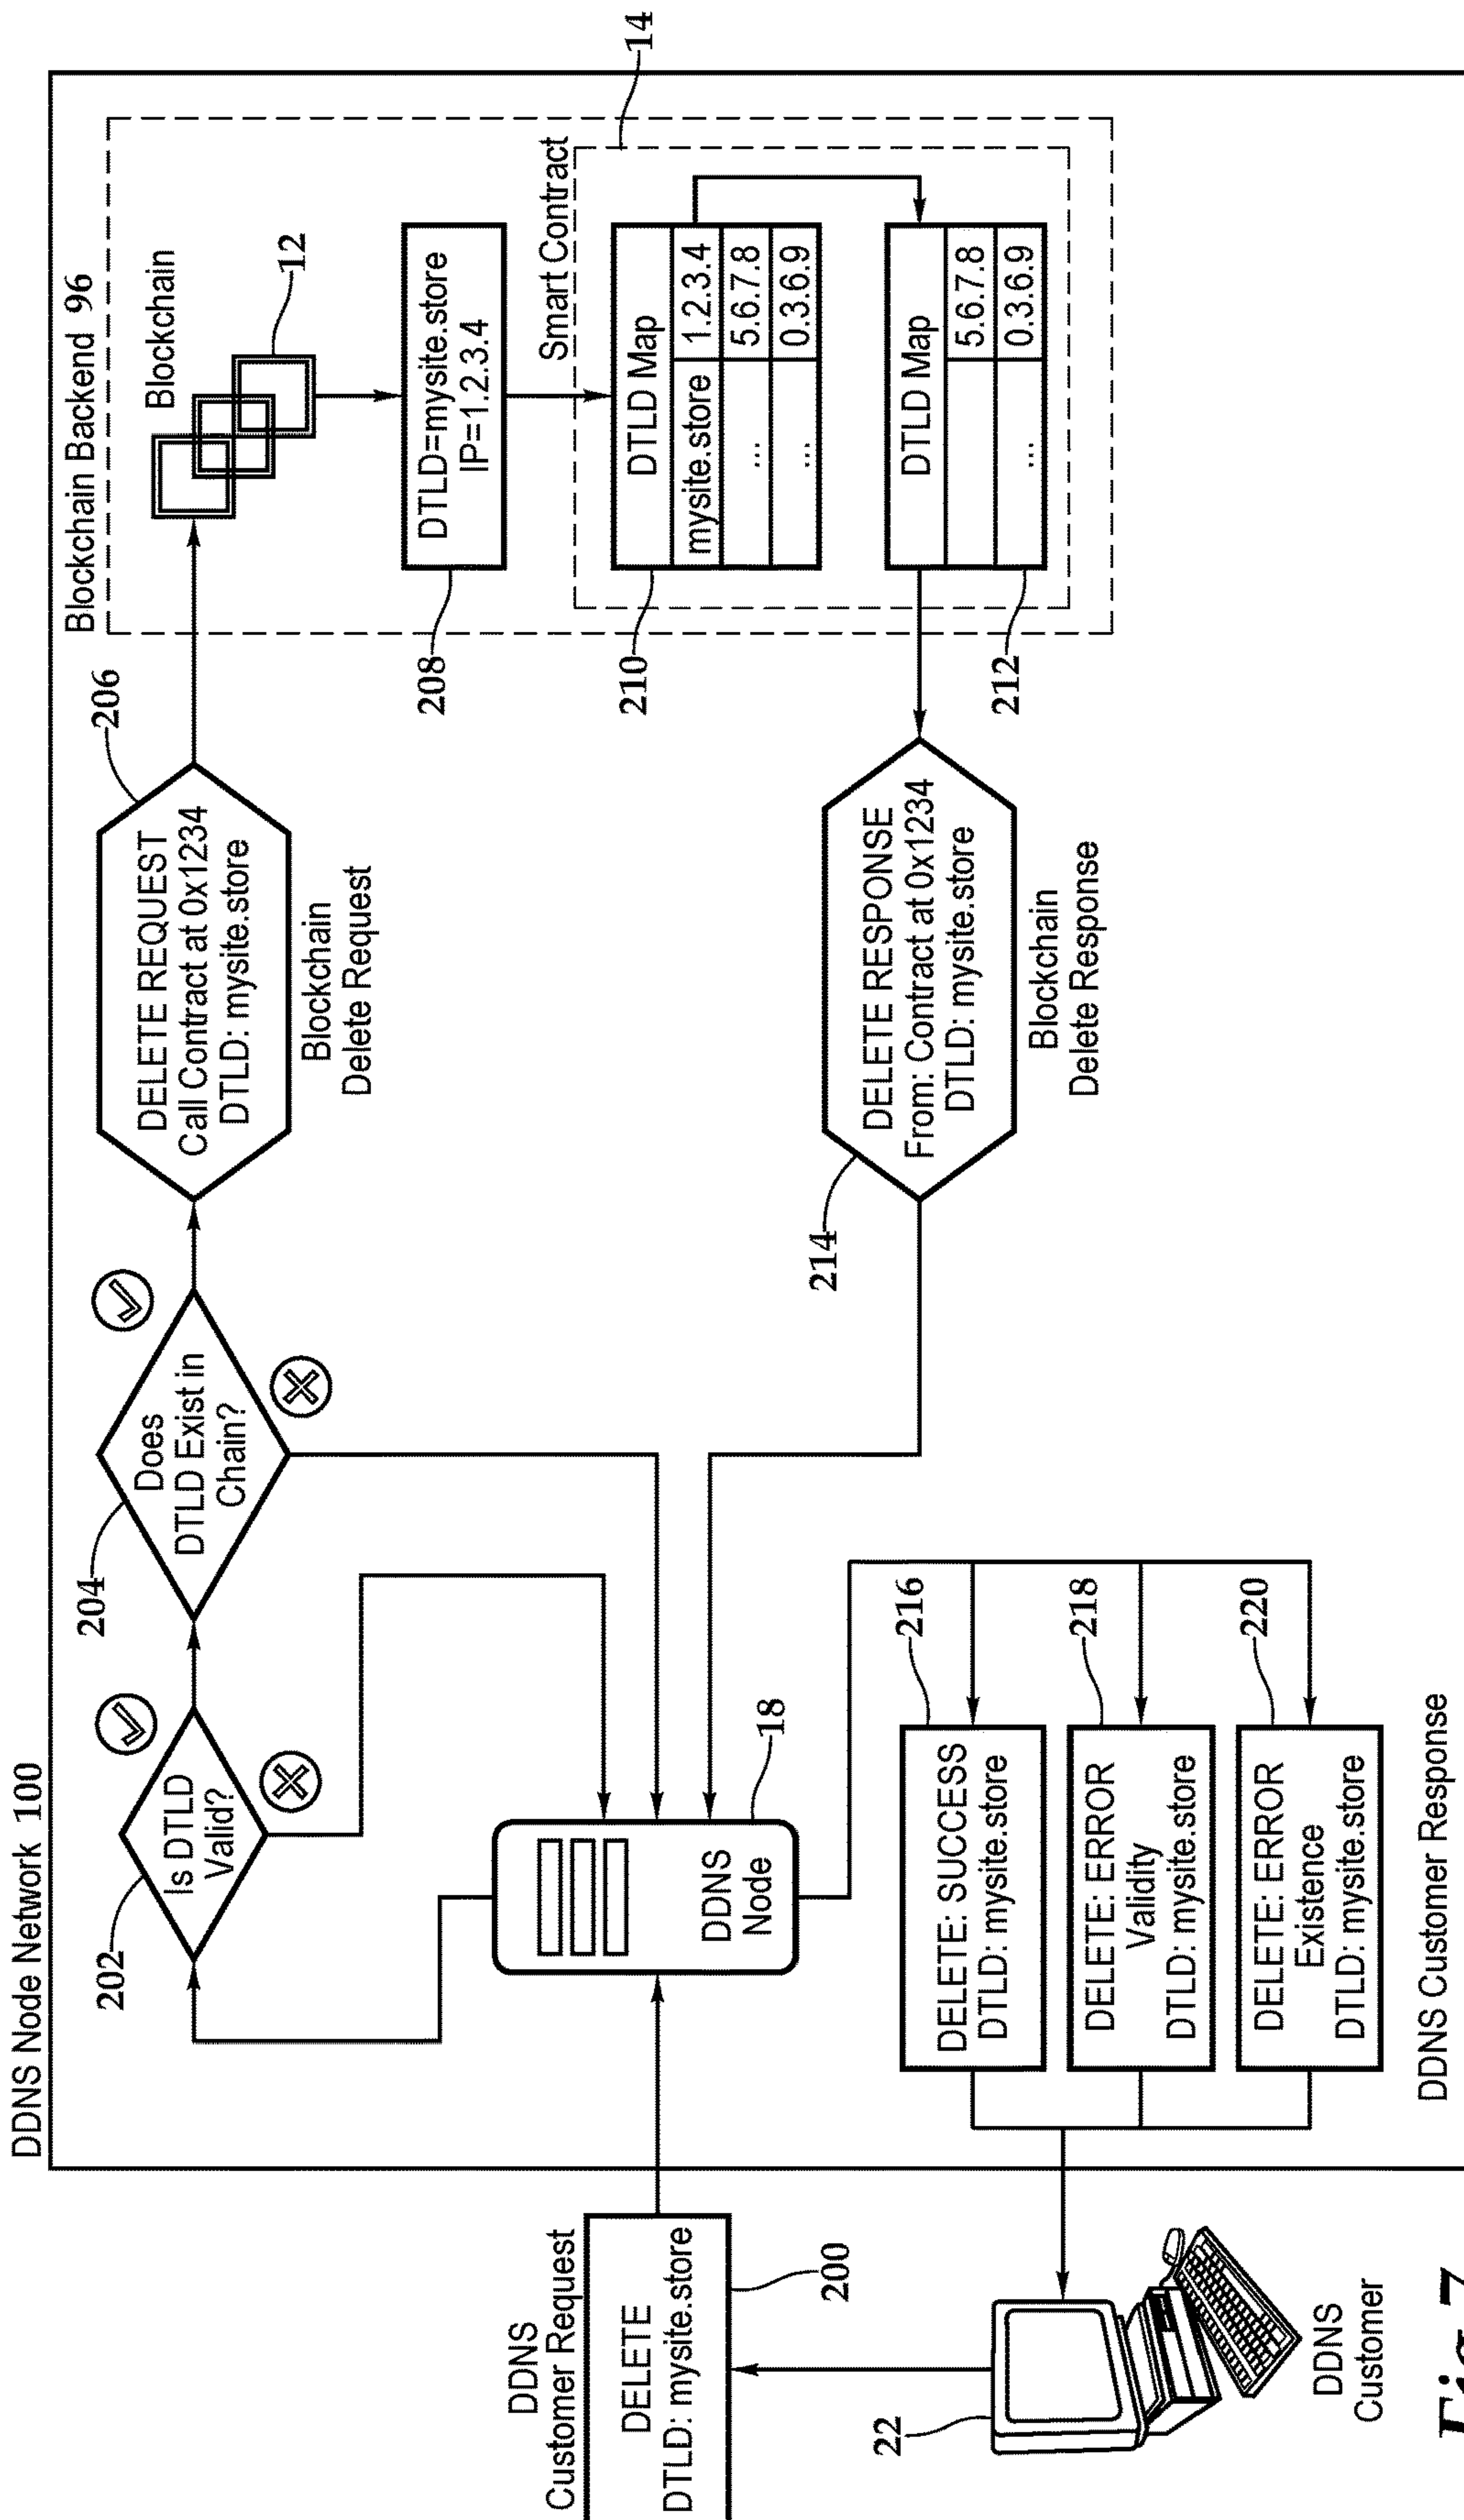 DDNS Node Network 100
Blockchain Backend 96
Blockchain
12
202
Is DTLD
Valid?
204
Does
DTLD Exist in
Chain?
206
DELETE REQUEST
Call Contract at 0x1234
DTLD: mysite.store
Blockchain
Delete Request
208
DTLD=mysite.store
IP=1.2.3.4
Smart Contract
14
210
DTLD Map
mysite.store 1.2.3.4
... 5.6.7.8
... 0.3.6.9
212
DTLD Map
5.6.7.8
... 0.3.6.9
214
DELETE RESPONSE
From: Contract at 0x1234
DTLD: mysite.store
Blockchain
Delete Response
DDNS
Customer Request
DELETE
DTLD: mysite.store
200
DDNS
Node
18
216
DELETE: SUCCESS
DTLD: mysite.store
218
DELETE: ERROR
Validity
DTLD: mysite.store
220
DELETE: ERROR
Existence
DTLD: mysite.store
DDNS Customer Response
22
DDNS
Customer
Fig.7